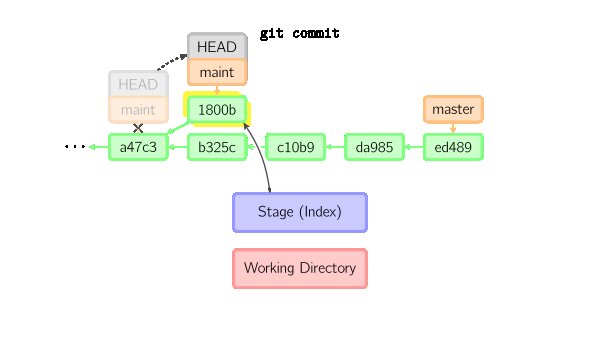 git commit
HEAD
maint
HEAD
maint
1800b
master
... a47c3 b325c c10b9 da985 ed489
Stage (Index)
Working Directory